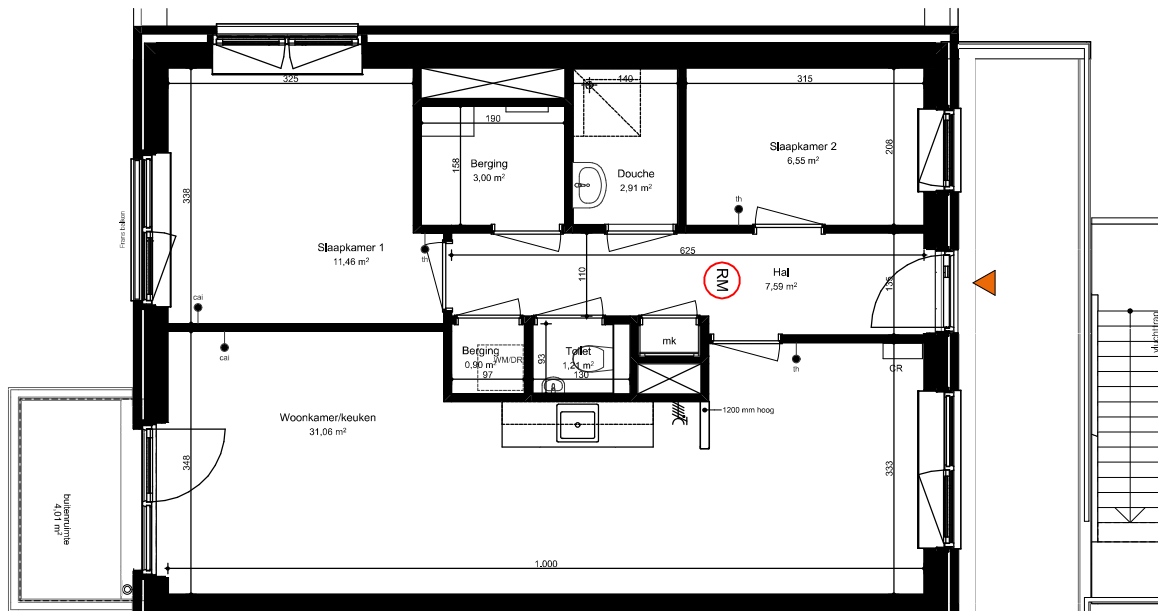 325
140
315
190
Berging
3,00 m²
158
Douche
2,91 m²
Slaapkamer 2
6,55 m²
208
338
Frans balkon
th
Slaapkamer 1
11,46 m²
th
625
110
RM
Hal
7,59 m²
135
cai
cai
Berging
0,90 m²
WM/DR
97
93
Toilet
1,21 m²
130
mk
th
CR
vluchttrap
Woonkamer/keuken
31,06 m²
1200 mm hoog
348
333
buitenruimte
4,01 m²
1.000